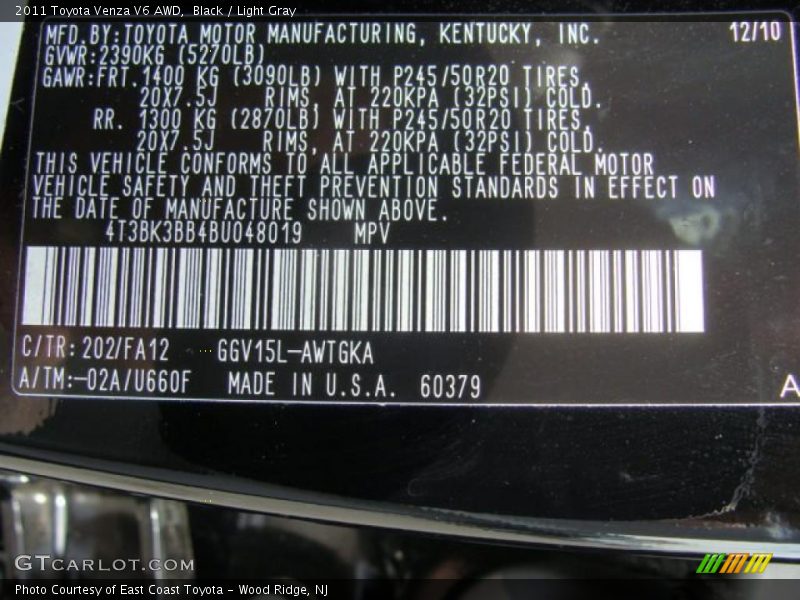 2011 Toyota Venza V6 AWD, Black / Light Gray
MFD.BY:TOYOTA MOTOR MANUFACTURING, KENTUCKY, INC. 12/10
GVWR:2390KG (5270LB)
GAWR:FRT.1400 KG (3090LB) WITH P245/50R20 TIRES,
20X7.5J RIMS, AT 220KPA (32PSI) COLD.
RR. 1300 KG (2870LB) WITH P245/50R20 TIRES,
20X7.5J RIMS, AT 220KPA (32PSI) COLD.
THIS VEHICLE CONFORMS TO ALL APPLICABLE FEDERAL MOTOR
VEHICLE SAFETY AND THEFT PREVENTION STANDARDS IN EFFECT ON
THE DATE OF MANUFACTURE SHOWN ABOVE.
4T3BK3BB4BU048019 MPV
C/TR:202/FA12 GGV15L-AWTGKA
A/TM:-02A/U660F MADE IN U.S.A. 60379 A
GTCARLOT.COM
Photo Courtesy of East Coast Toyota - Wood Ridge, NJ